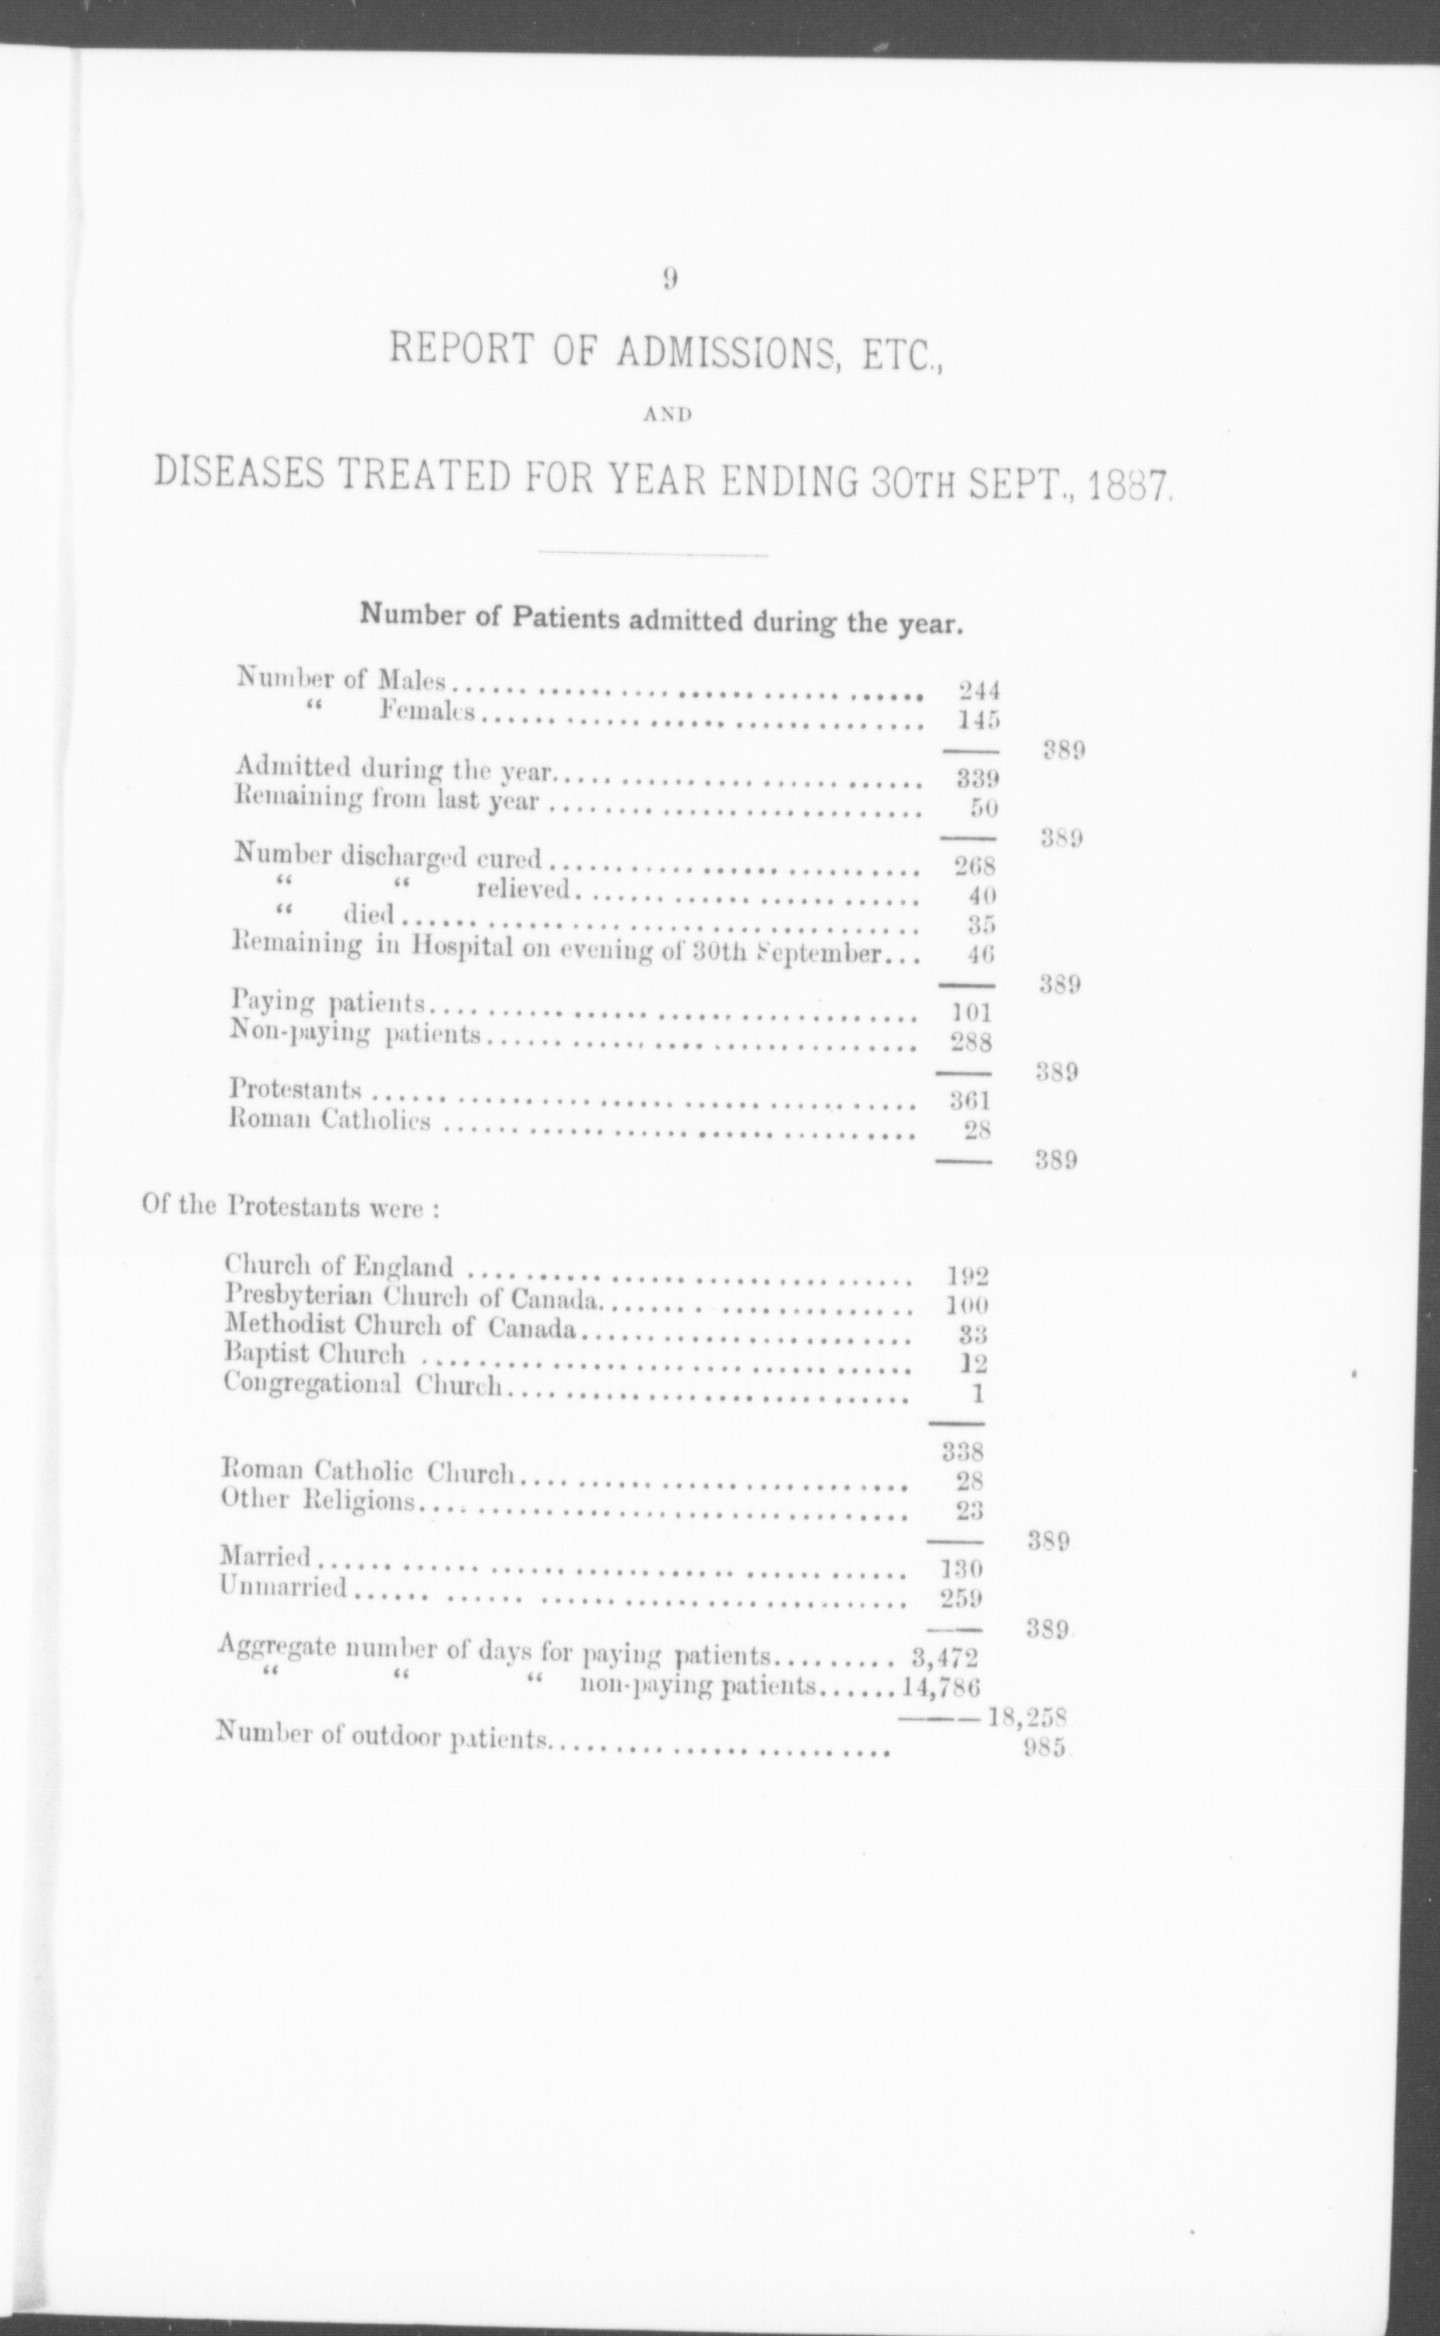 9
REPORT OF ADMISSIONS, ETC.,
AND
DISEASES TREATED FOR YEAR ENDING 30TH SEPT., 1887.
Number of Patients admitted during the year.
Number of Males........................................ 244
“ Females........................................ 145
389
Admitted during the year........................... 339
Remaining from last year ........................... 50
389
Number discharged cured........................... 268
“ “ relieved........................... 40
“ died........................................ 35
Remaining in Hospital on evening of 30th September... 46
389
Paying patients........................................ 101
Non-paying patients........................................ 288
389
Protestants ........................................ 361
Roman Catholics ........................................ 28
389
Of the Protestants were :
Church of England ........................................ 192
Presbyterian Church of Canada........................... 100
Methodist Church of Canada........................... 33
Baptist Church ........................................ 12
Congregational Church........................... 1
338
Roman Catholic Church........................... 28
Other Religions........................................ 23
389
Married........................................ 130
Unmarried........................................ 259
389
Aggregate number of days for paying patients......... 3,472
“ “ “ non-paying patients......14,786
18,258
Number of outdoor patients........................... 985